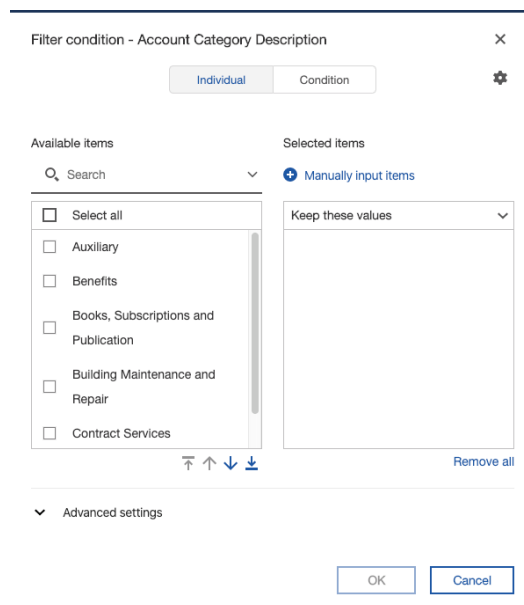 Filter condition - Account Category Description
Individual
Condition
Available items
Selected items
Search
Manually input items
Select all
Keep these values
Auxiliary
Benefits
Books, Subscriptions and
Publication
Building Maintenance and
Repair
Contract Services
Remove all
Advanced settings
OK
Cancel